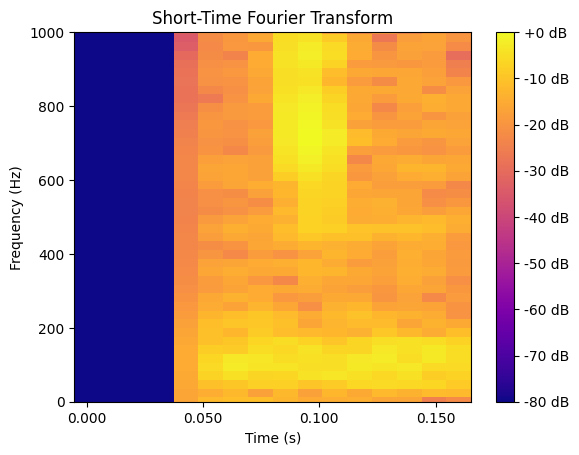 Short-Time Fourier Transform
1000
800
600
400
200
0
Frequency (Hz)
0.000
0.050
0.100
0.150
Time (s)
+0 dB
-10 dB
-20 dB
-30 dB
-40 dB
-50 dB
-60 dB
-70 dB
-80 dB